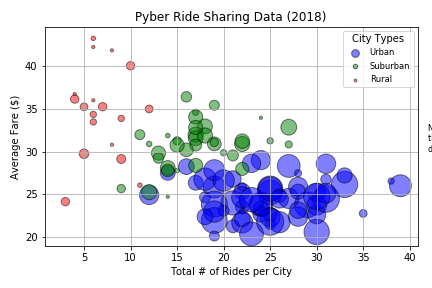 Pyber Ride Sharing Data (2018)
City Types
Urban
Suburban
Rural
Average Fare ($)
40
35
30
25
20
5
10
15
20
25
30
35
40
Total # of Rides per City